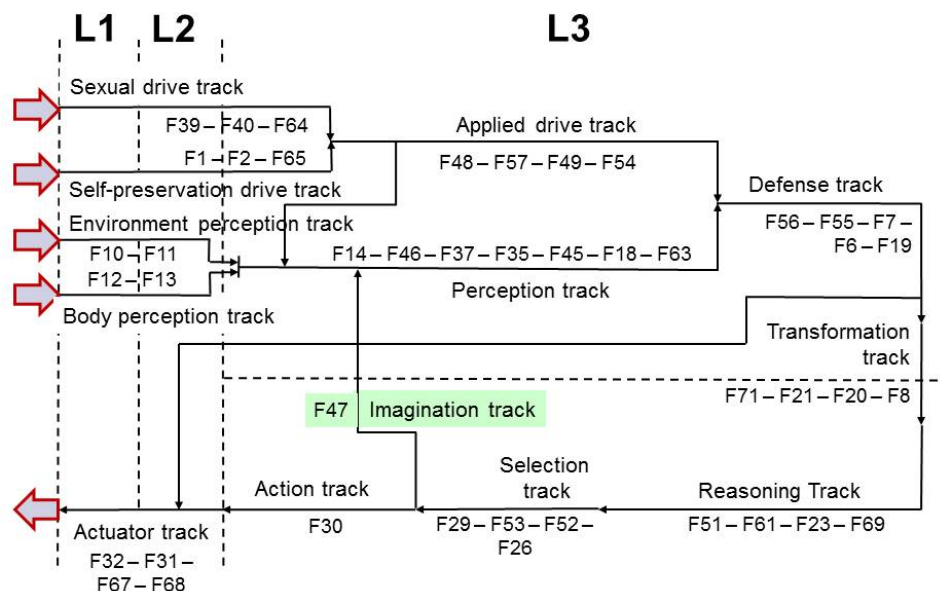 L1 L2 L3
Sexual drive track
F39 – F40 – F64
Applied drive track
F1 – F2 – F65
F48 – F57 – F49 – F54
Self-preservation drive track
Defense track
Environment perception track
F56 – F55 – F7 –
F6 – F19
F10 – F11
F14 – F46 – F37 – F35 – F45 – F18 – F63
F12 – F13
Perception track
Body perception track
Transformation
track
F71 – F21 – F20 – F8
F47 Imagination track
Selection
track
Action track
Reasoning Track
F30
F29 – F53 – F52 –
F26
F51 – F61 – F23 – F69
Actuator track
F32 – F31 –
F67 – F68